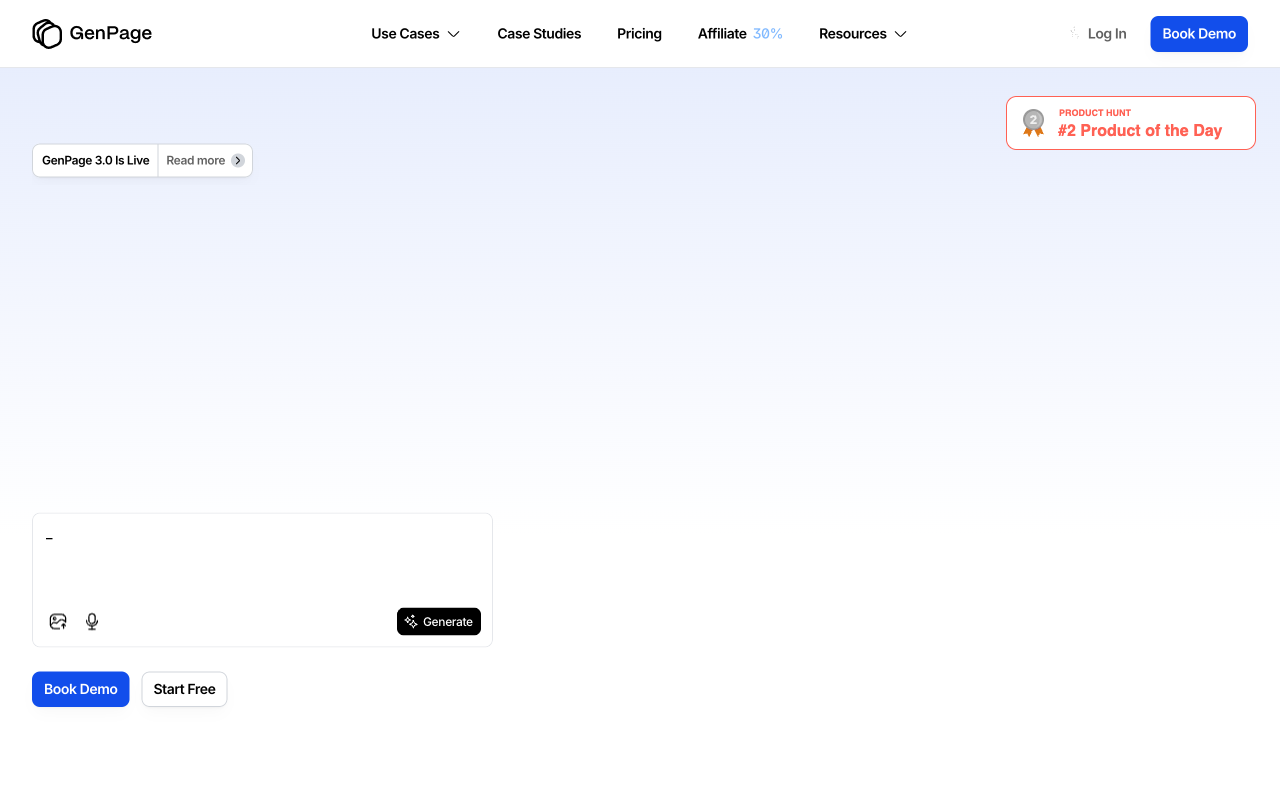 GenPage
Use Cases
Case Studies
Pricing
Affiliate 30%
Resources
Log In
Book Demo
2
PRODUCT HUNT
#2 Product of the Day
GenPage 3.0 Is Live
Read more
_
Generate
Book Demo
Start Free